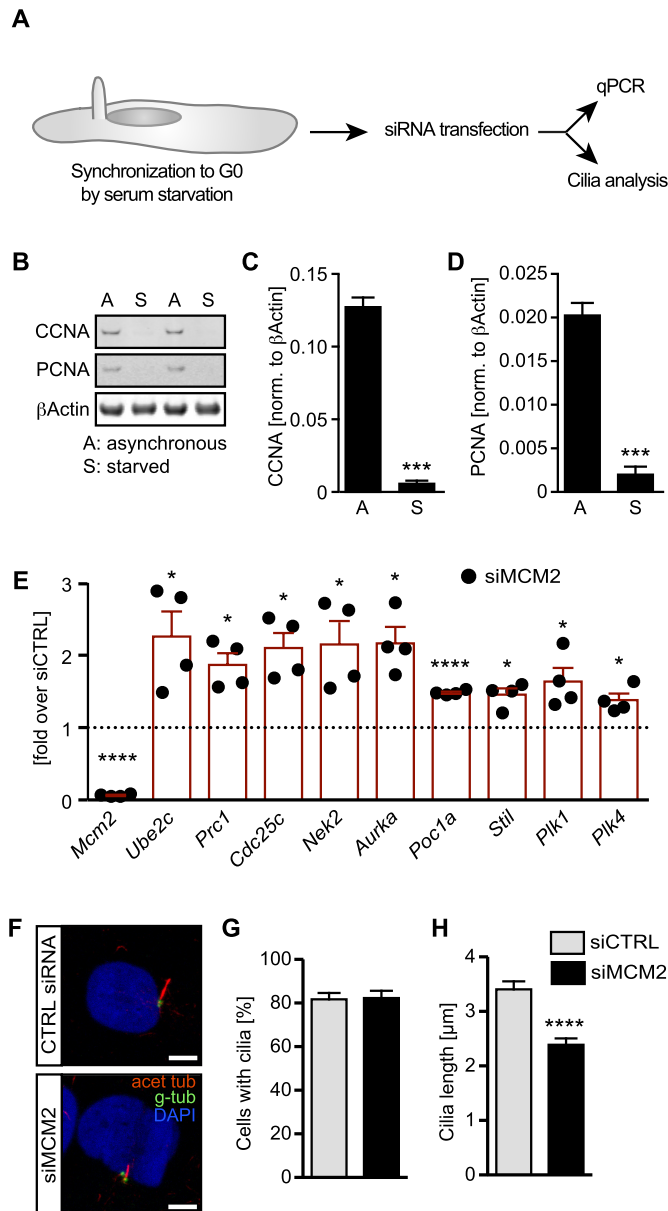 A
Synchronization to G0
by serum starvation
siRNA transfection
qPCR
Cilia analysis
B
A S A S
CCNA
PCNA
βActin
A: asynchronous
S: starved
C
CCNA [norm. to βActin]
0.15
0.10
0.05
0
***
A S
D
PCNA [norm. to βActin]
0.025
0.020
0.015
0.010
0.005
0
***
A S
E
[fold over siCTRL]
3
2
1
0
siMCM2
**** * * * * * **** * * *
Mcm2 Ube2c Prc1 Cdc25c Nek2 Aurka Poc1a Stil Plk1 Plk4
F
CTRL siRNA
siMCM2
acet tub
g-tub
DAPI
G
Cells with cilia [%]
100
80
60
40
20
0
H
siCTRL
siMCM2
Cilia length [µm]
4
3
2
1
0
****